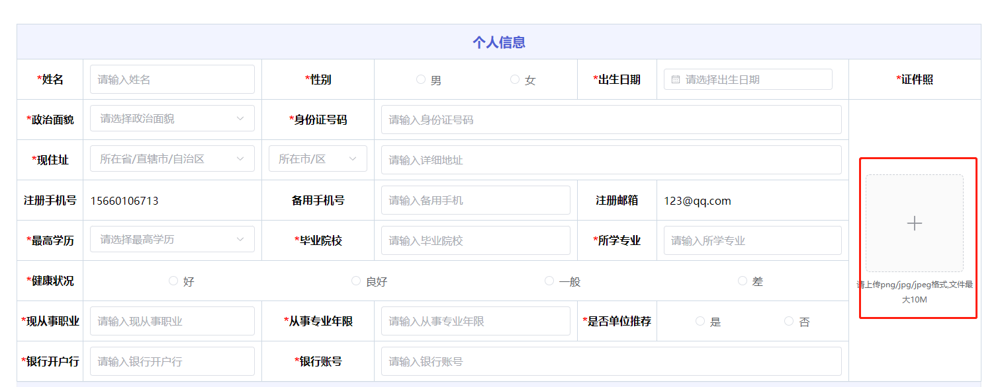 个人信息
*姓名 请输入姓名 *性别 男 女 *出生日期 请选择出生日期 *证件照
*政治面貌 请选择政治面貌 *身份证号码 请输入身份证号码
*现住址 所在省/直辖市/自治区 所在市/区 请输入详细地址
注册手机号 15660106713 备用手机号 请输入备用手机 注册邮箱 123@qq.com
*最高学历 请选择最高学历 *毕业院校 请输入毕业院校 *所学专业 请输入所学专业
*健康状况 好 良好 一般 差
请上传png/jpg/jpeg格式,文件最
大10M
*现从事职业 请输入现从事职业 *从事专业年限 请输入从事专业年限 *是否单位推荐 是 否
*银行开户行 请输入银行开户行 *银行账号 请输入银行账号